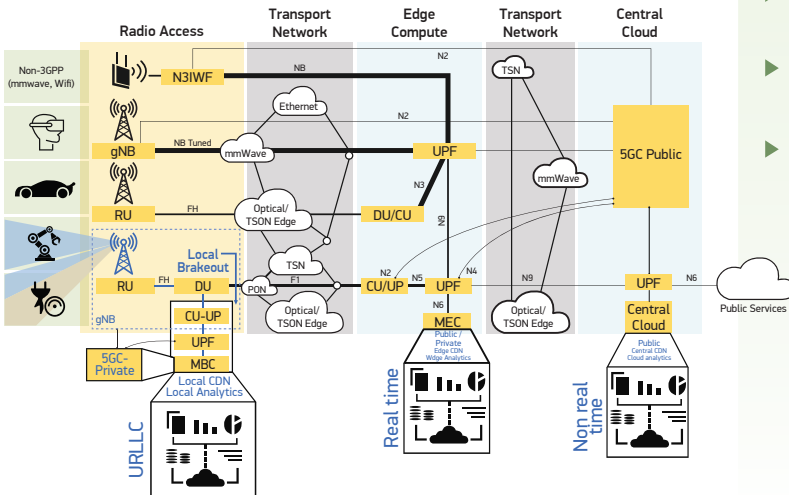 Radio Access
Transport
Network
Edge
Compute
Transport
Network
Central
Cloud
Non-3GPP
(mmwave, Wifi)
N3IWF
NB
N2
TSN
Ethernet
N2
gNB
NB Tuned
mmWave
UPF
5GC Public
mmWave
N3
RU
FH
Optical/
TSON Edge
DU/CU
N9
Local
Brakeout
TSN
N2
N4
RU
FH
DU
PON
F1
CU/UP
N5
UPF
N9
UPF
N6
Public Services
gNB
CU-UP
Optical/
TSON Edge
N6
MEC
Optical/
TSON Edge
Central
Cloud
UPF
5GC-
Private
MBC
Public /
Private
Edge CDN
Wdge Analytics
Public
Central CDN
Cloud analytics
Local CDN
Local Analytics
URLLC
Real time
Non real
time